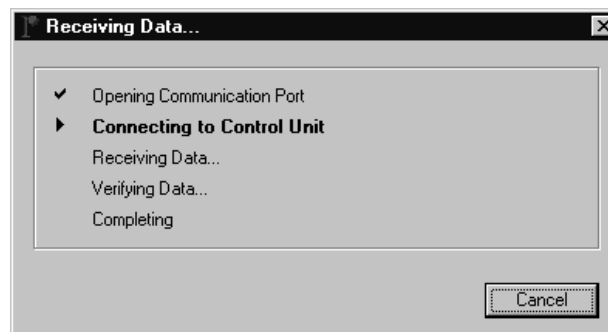 Receiving Data...
Opening Communication Port
Connecting to Control Unit
Receiving Data...
Verifying Data...
Completing
Cancel